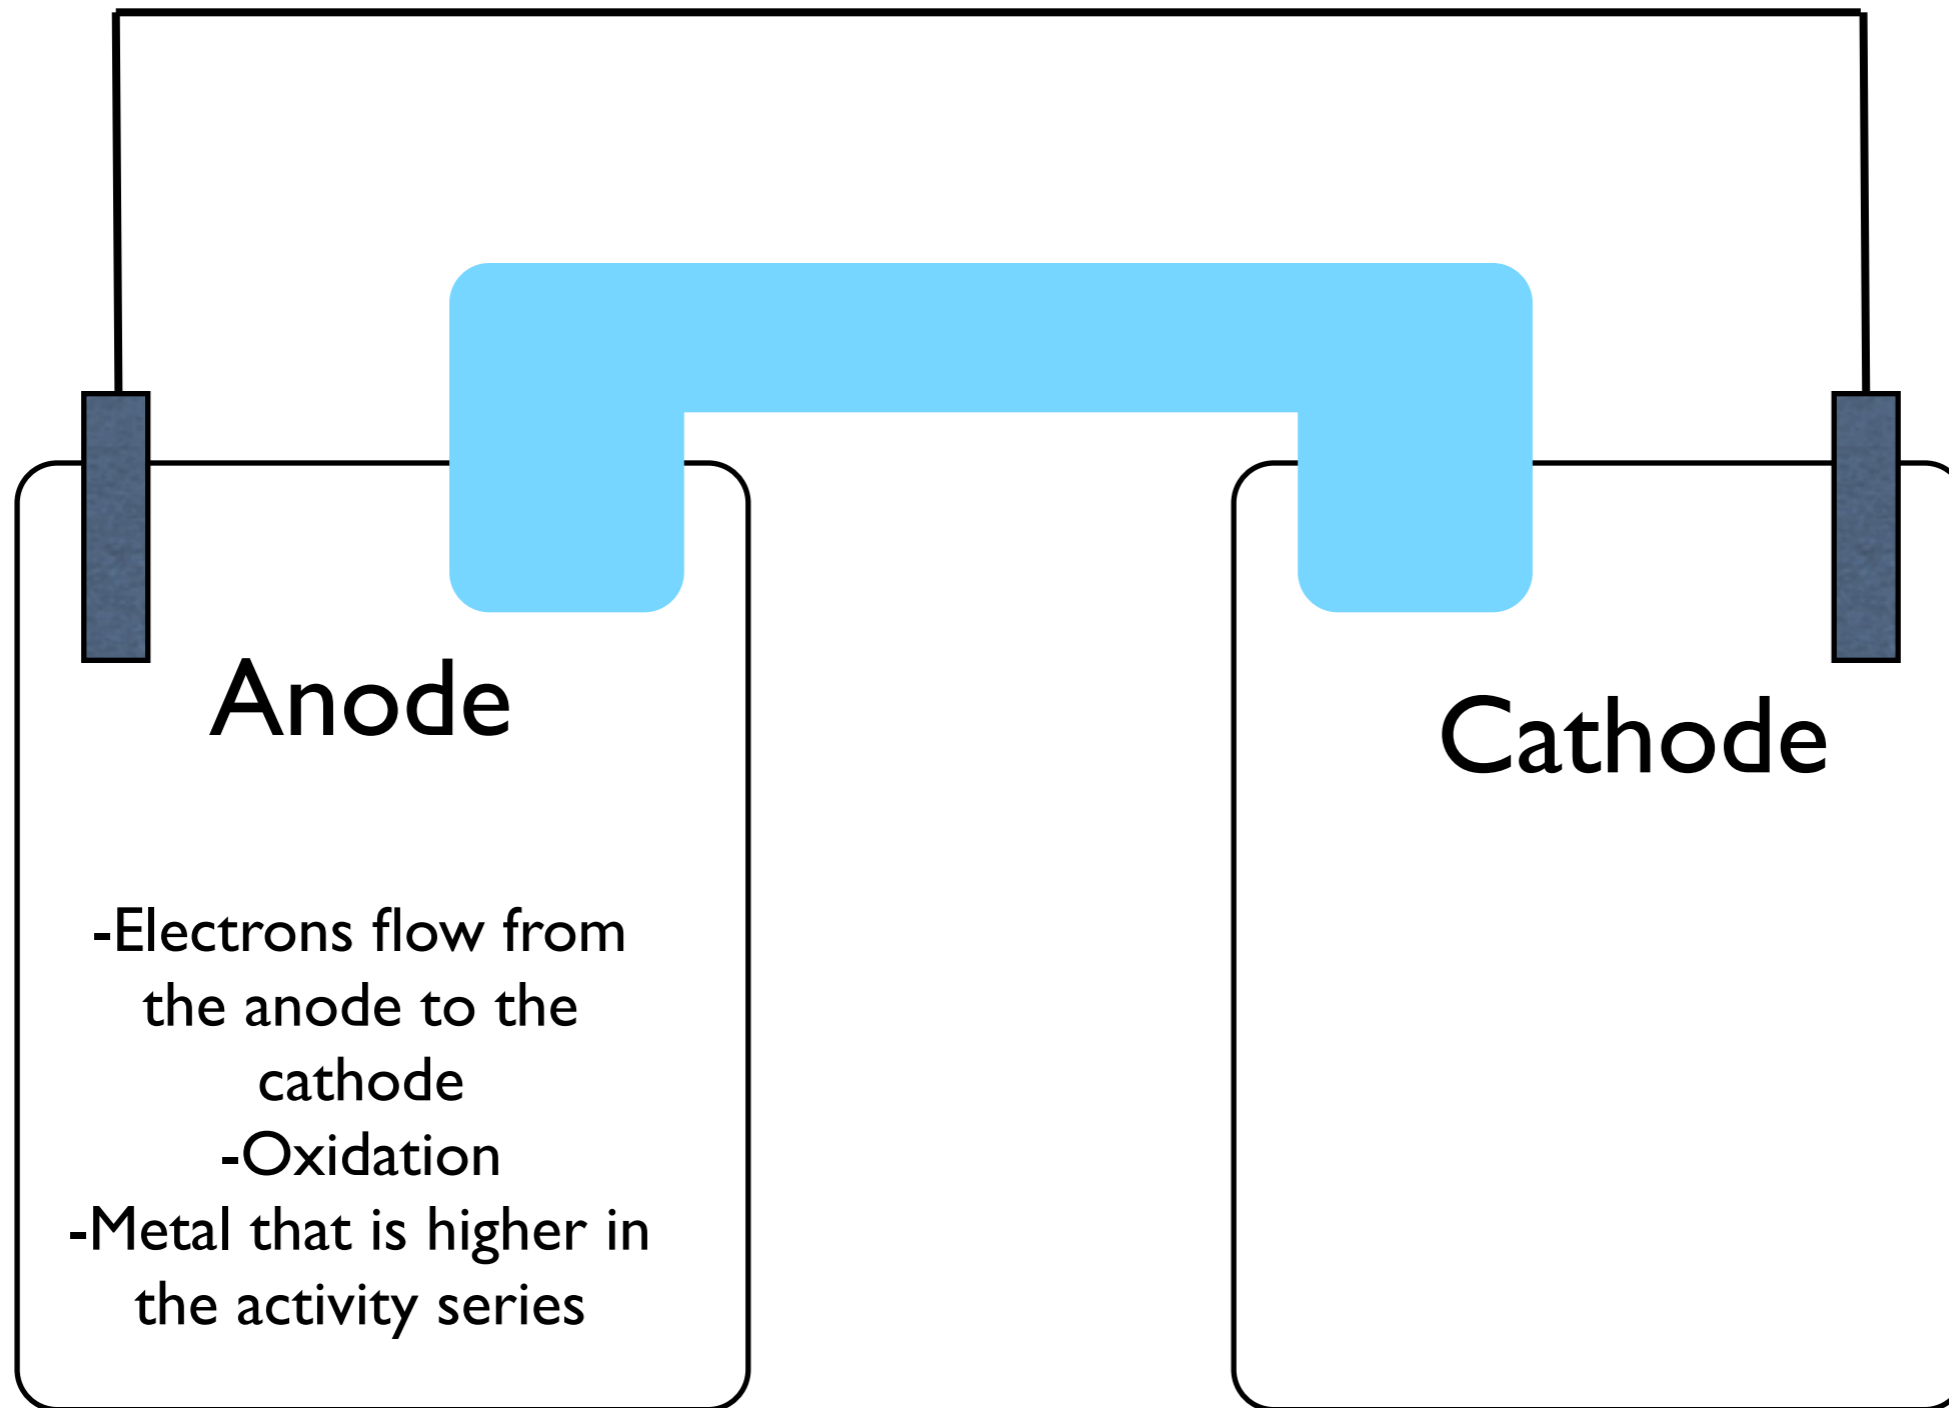 Anode
Cathode
-Electrons flow from
the anode to the
cathode
-Oxidation
-Metal that is higher in
the activity series